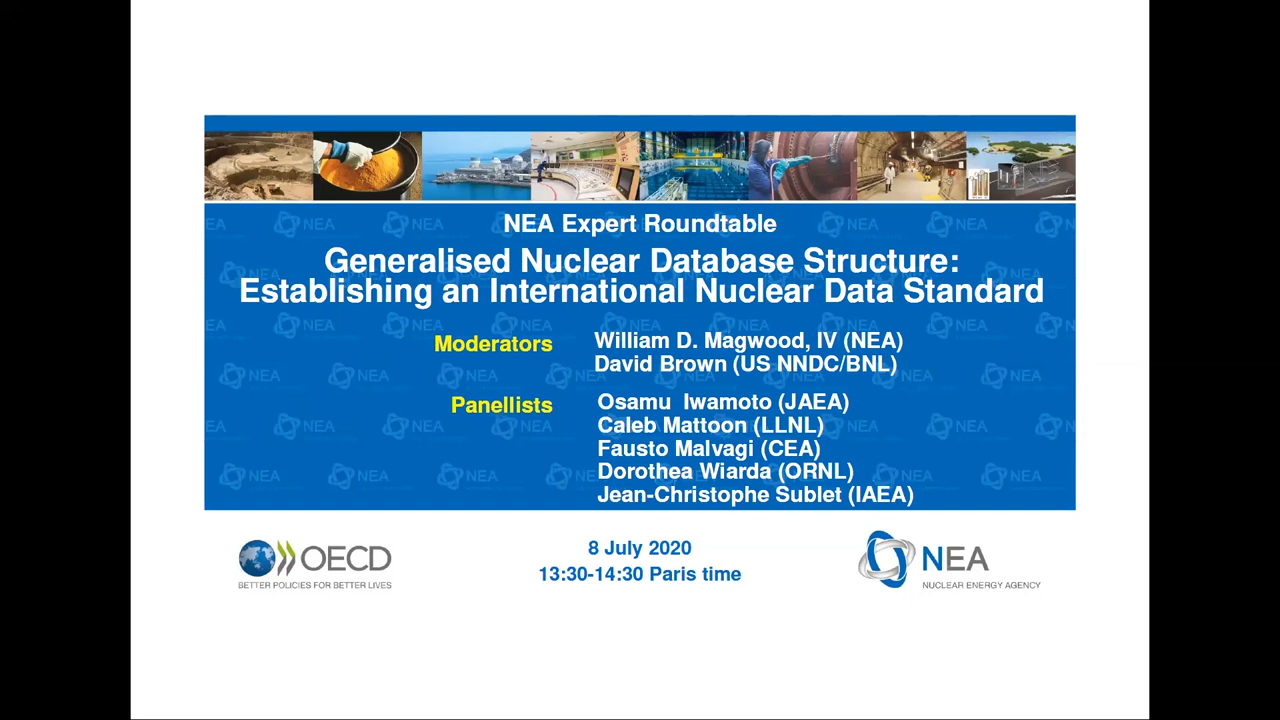 NEA Expert Roundtable
Generalised Nuclear Database Structure:
Establishing an International Nuclear Data Standard
Moderators
William D. Magwood, IV (NEA)
David Brown (US NNDC/BNL)
Panellists
Osamu Iwamoto (JAEA)
Caleb Mattoon (LLNL)
Fausto Malvagi (CEA)
Dorothea Wiarda (ORNL)
Jean-Christophe Sublet (IAEA)
OECD
BETTER POLICIES FOR BETTER LIVES
8 July 2020
13:30-14:30 Paris time
NEA
NUCLEAR ENERGY AGENCY